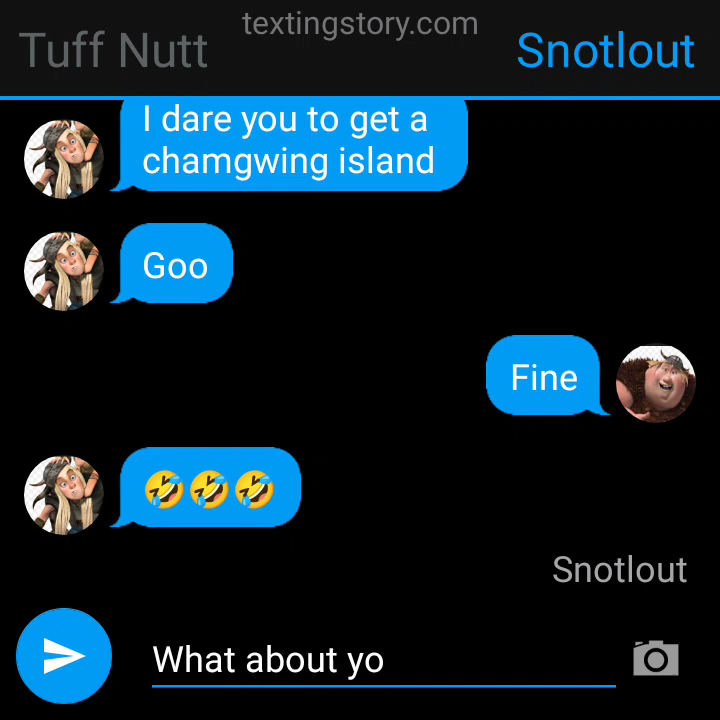 textingstory.com
Tuff Nutt
Snotlout
I dare you to get a
chamgwing island
Goo
Fine
🤣🤣🤣
Snotlout
What about yo